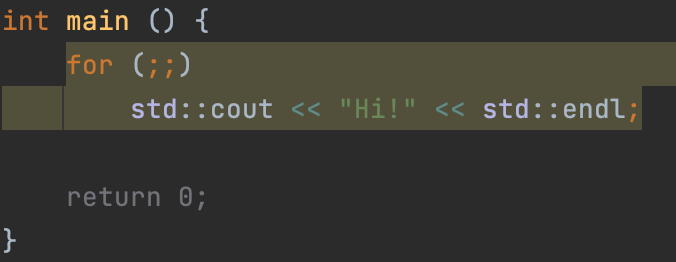 int main () {
for (;;)
std::cout << "Hi!" << std::endl;
return 0;
}